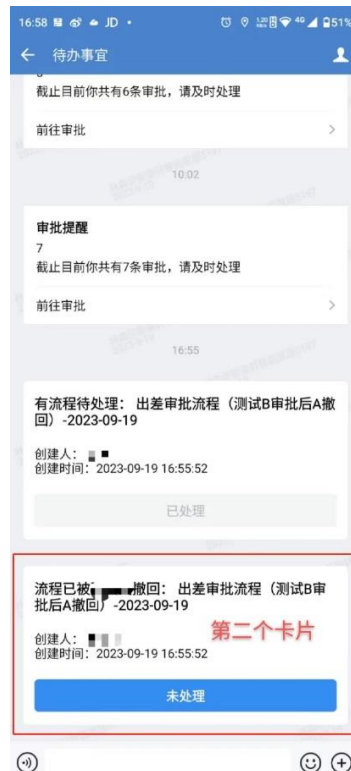 16:58 JD 4G 51%
待办事宜
截止目前你共有6条审批，请及时处理
前往审批
10:02
审批提醒
7
截止目前你共有7条审批，请及时处理
前往审批
16:55
有流程待处理： 出差审批流程（测试B审批后A撤
回）-2023-09-19
创建人：
创建时间：2023-09-19 16:55:52
已处理
流程已被 撤回： 出差审批流程（测试B审
批后A撤回）-2023-09-19
第二个卡片
创建人：
创建时间：2023-09-19 16:55:52
未处理